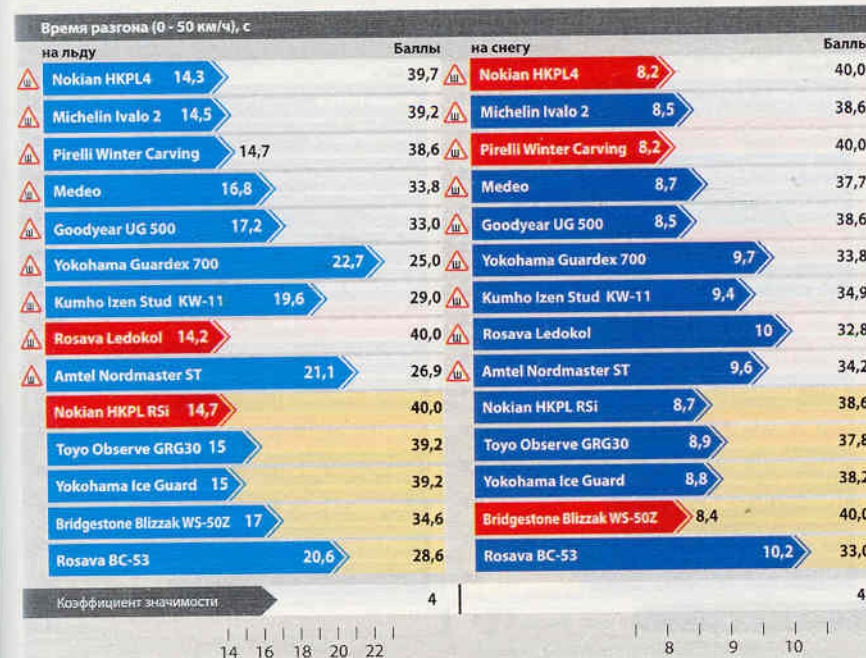 Время разгона (0 - 50 км/ч), с
на льду Баллы
Ш Nokian HKPL4 14,3 39,7
Ш Michelin Ivalo 2 14,5 39,2
Ш Pirelli Winter Carving 14,7 38,6
Ш Medeo 16,8 33,8
Ш Goodyear UG 500 17,2 33,0
Ш Yokohama Guardex 700 22,7 25,0
Ш Kumho Izen Stud KW-11 19,6 29,0
Ш Rosava Ledokol 14,2 40,0
Ш Amtel Nordmaster ST 21,1 26,9
Nokian HKPL RSi 14,7 40,0
Toyo Observe GRG30 15 39,2
Yokohama Ice Guard 15 39,2
Bridgestone Blizzak WS-50Z 17 34,6
Rosava BC-53 20,6 28,6
Коэффициент значимости 4
14 16 18 20 22
на снегу Баллы
Ш Nokian HKPL4 8,2 40,0
Ш Michelin Ivalo 2 8,5 38,6
Ш Pirelli Winter Carving 8,2 40,0
Ш Medeo 8,7 37,7
Ш Goodyear UG 500 8,5 38,6
Ш Yokohama Guardex 700 9,7 33,8
Ш Kumho Izen Stud KW-11 9,4 34,9
Ш Rosava Ledokol 10 32,8
Ш Amtel Nordmaster ST 9,6 34,2
Nokian HKPL RSi 8,7 38,6
Toyo Observe GRG30 8,9 37,8
Yokohama Ice Guard 8,8 38,2
Bridgestone Blizzak WS-50Z 8,4 40,0
Rosava BC-53 10,2 33,0
4
8 9 10